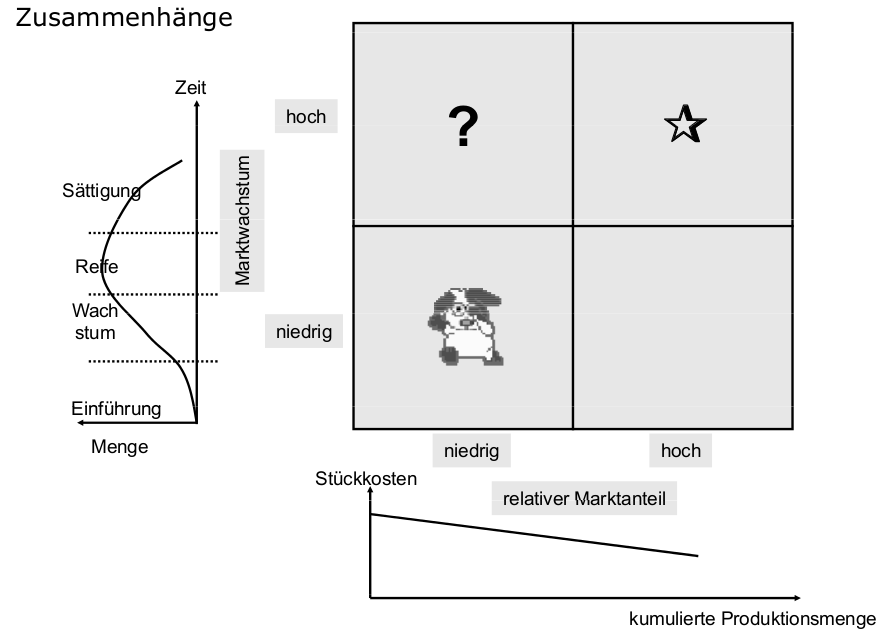 Zusammenhänge
Zeit
hoch
?
Marktwachstum
Sättigung
Reife
Wach
stum
niedrig
Einführung
Menge
niedrig
hoch
Stückkosten
relativer Marktanteil
kumulierte Produktionsmenge